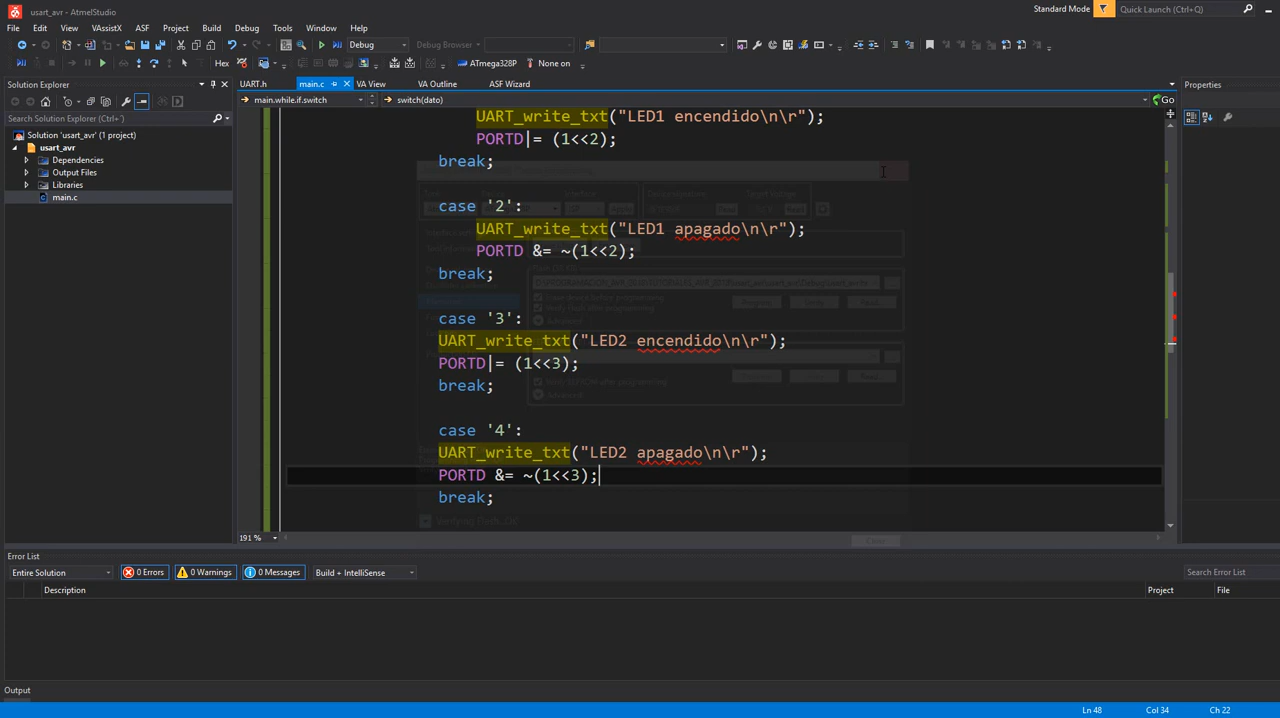 usart_avr - AtmelStudio
Standard Mode
Quick Launch (Ctrl+Q)
File Edit View VAssistX ASF Project Build Debug Tools Window Help
Debug
Debug Browser
Hex
ATmega328P
None on
Solution Explorer
UART.h
main.c
VA View
VA Outline
ASF Wizard
Properties
main.while.if.switch
switch(dato)
Go
Search Solution Explorer (Ctrl+
Solution 'usart_avr' (1 project)
usart_avr
Dependencies
Output Files
Libraries
main.c
UART_write_txt("LED1 encendido\n\r");
PORTD|= (1<<2);
break;
case '2':
UART_write_txt("LED1 apagado\n\r");
PORTD &= ~(1<<2);
break;
case '3':
UART_write_txt("LED2 encendido\n\r");
PORTD|= (1<<3);
break;
case '4':
UART_write_txt("LED2 apagado\n\r");
PORTD &= ~(1<<3);
break;
191 %
Error List
Entire Solution
0 Errors
0 Warnings
0 Messages
Build + IntelliSense
Search Error List
Description
Project
File
Output
Ln 48
Col 34
Ch 22